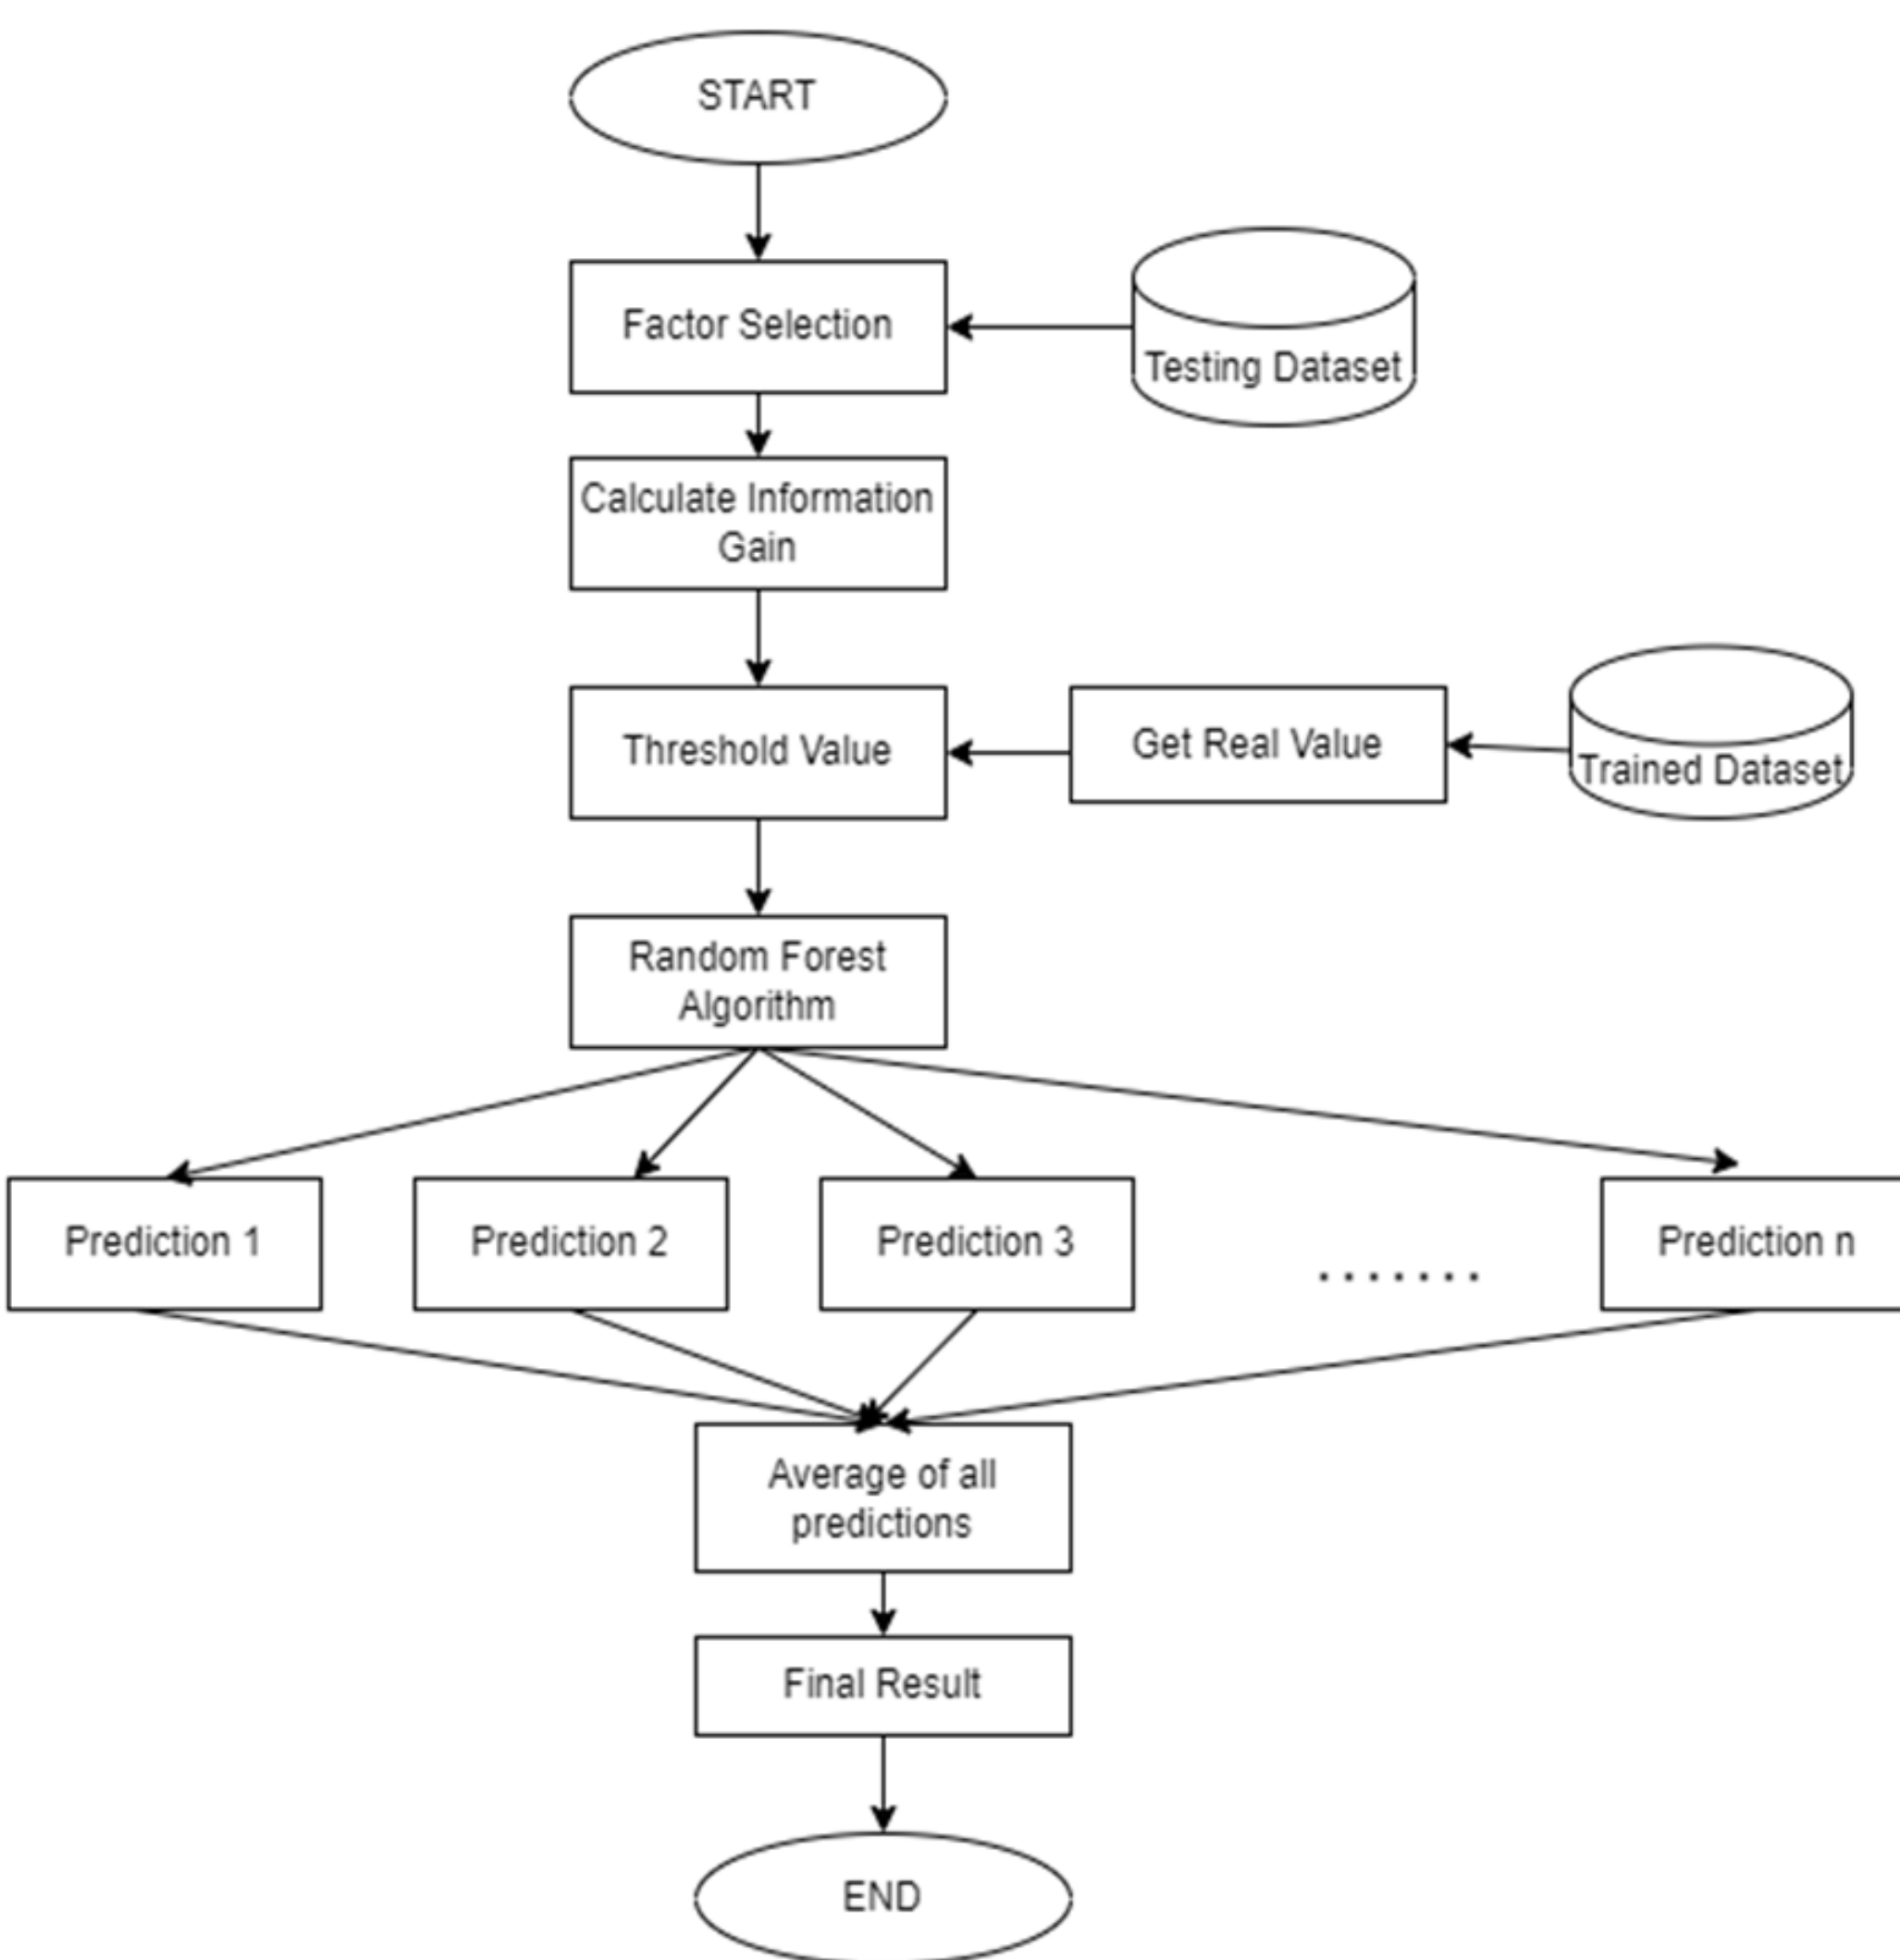 START
Factor Selection
Testing Dataset
Calculate Information
Gain
Threshold Value
Get Real Value
Trained Dataset
Random Forest
Algorithm
Prediction 1
Prediction 2
Prediction 3
.......
Prediction n
Average of all
predictions
Final Result
END